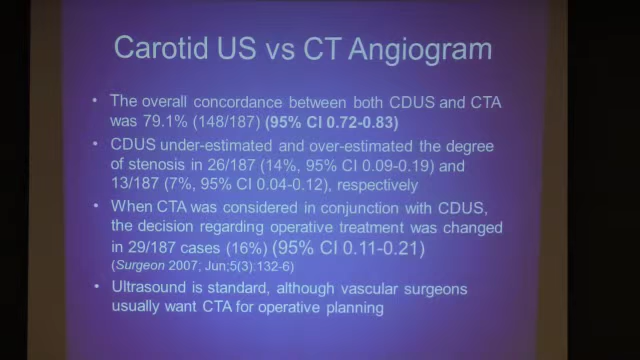 Carotid US vs CT Angiogram
• The overall concordance between both CDUS and CTA
was 79.1% (148/187) (95% CI 0.72-0.83)
• CDUS under-estimated and over-estimated the degree
of stenosis in 26/187 (14%, 95% CI 0.09-0.19) and
13/187 (7%, 95% CI 0.04-0.12), respectively
• When CTA was considered in conjunction with CDUS,
the decision regarding operative treatment was changed
in 29/187 cases (16%) (95% CI 0.11-0.21)
(Surgeon 2007; Jun;5(3):132-6)
• Ultrasound is standard, although vascular surgeons
usually want CTA for operative planning